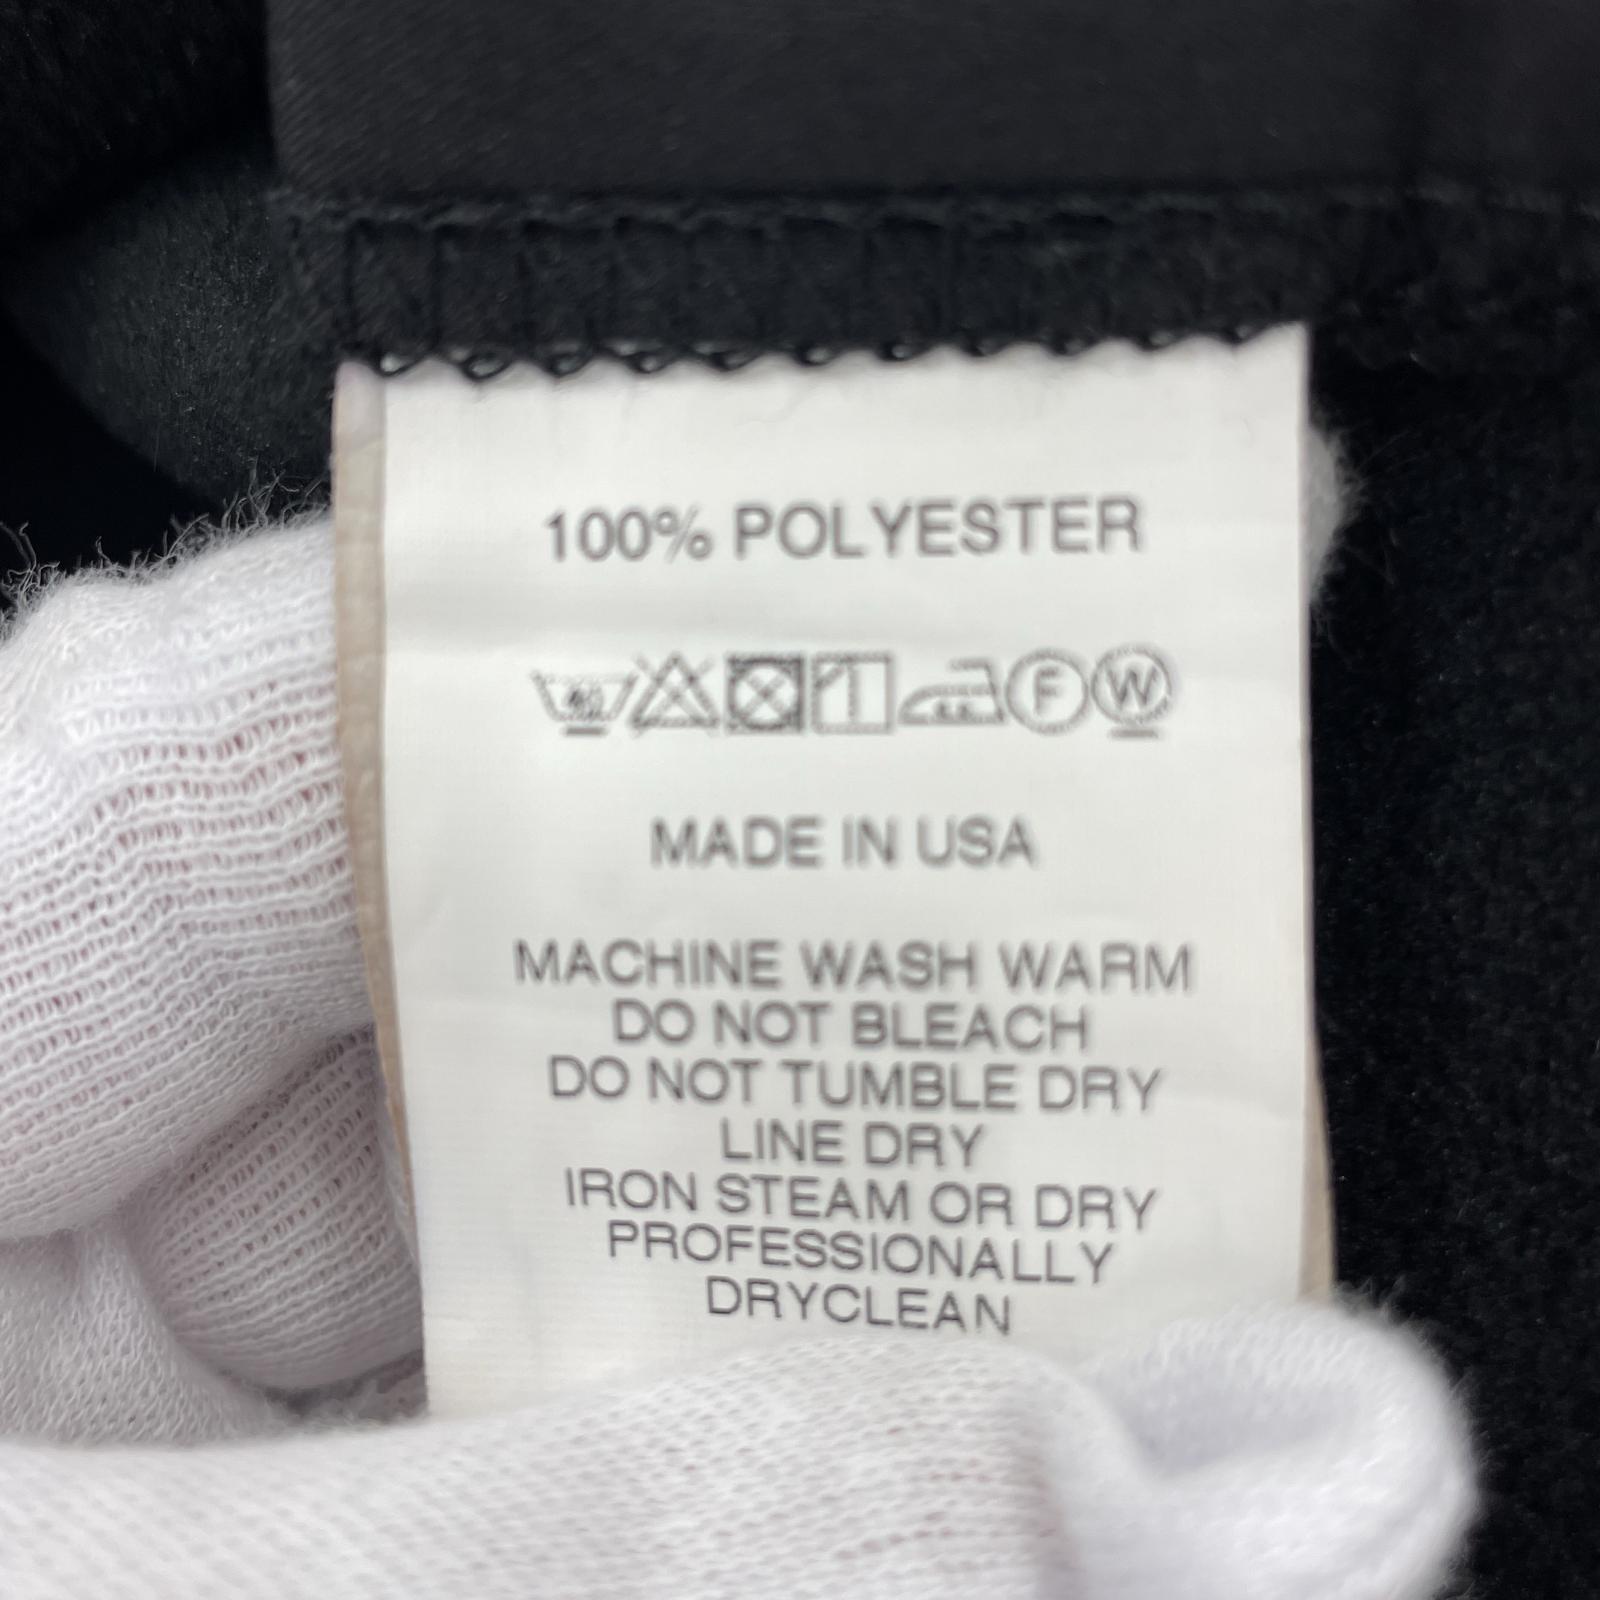 100% POLYESTER
40 F W
MADE IN USA
MACHINE WASH WARM
DO NOT BLEACH
DO NOT TUMBLE DRY
LINE DRY
IRON STEAM OR DRY
PROFESSIONALLY
DRYCLEAN